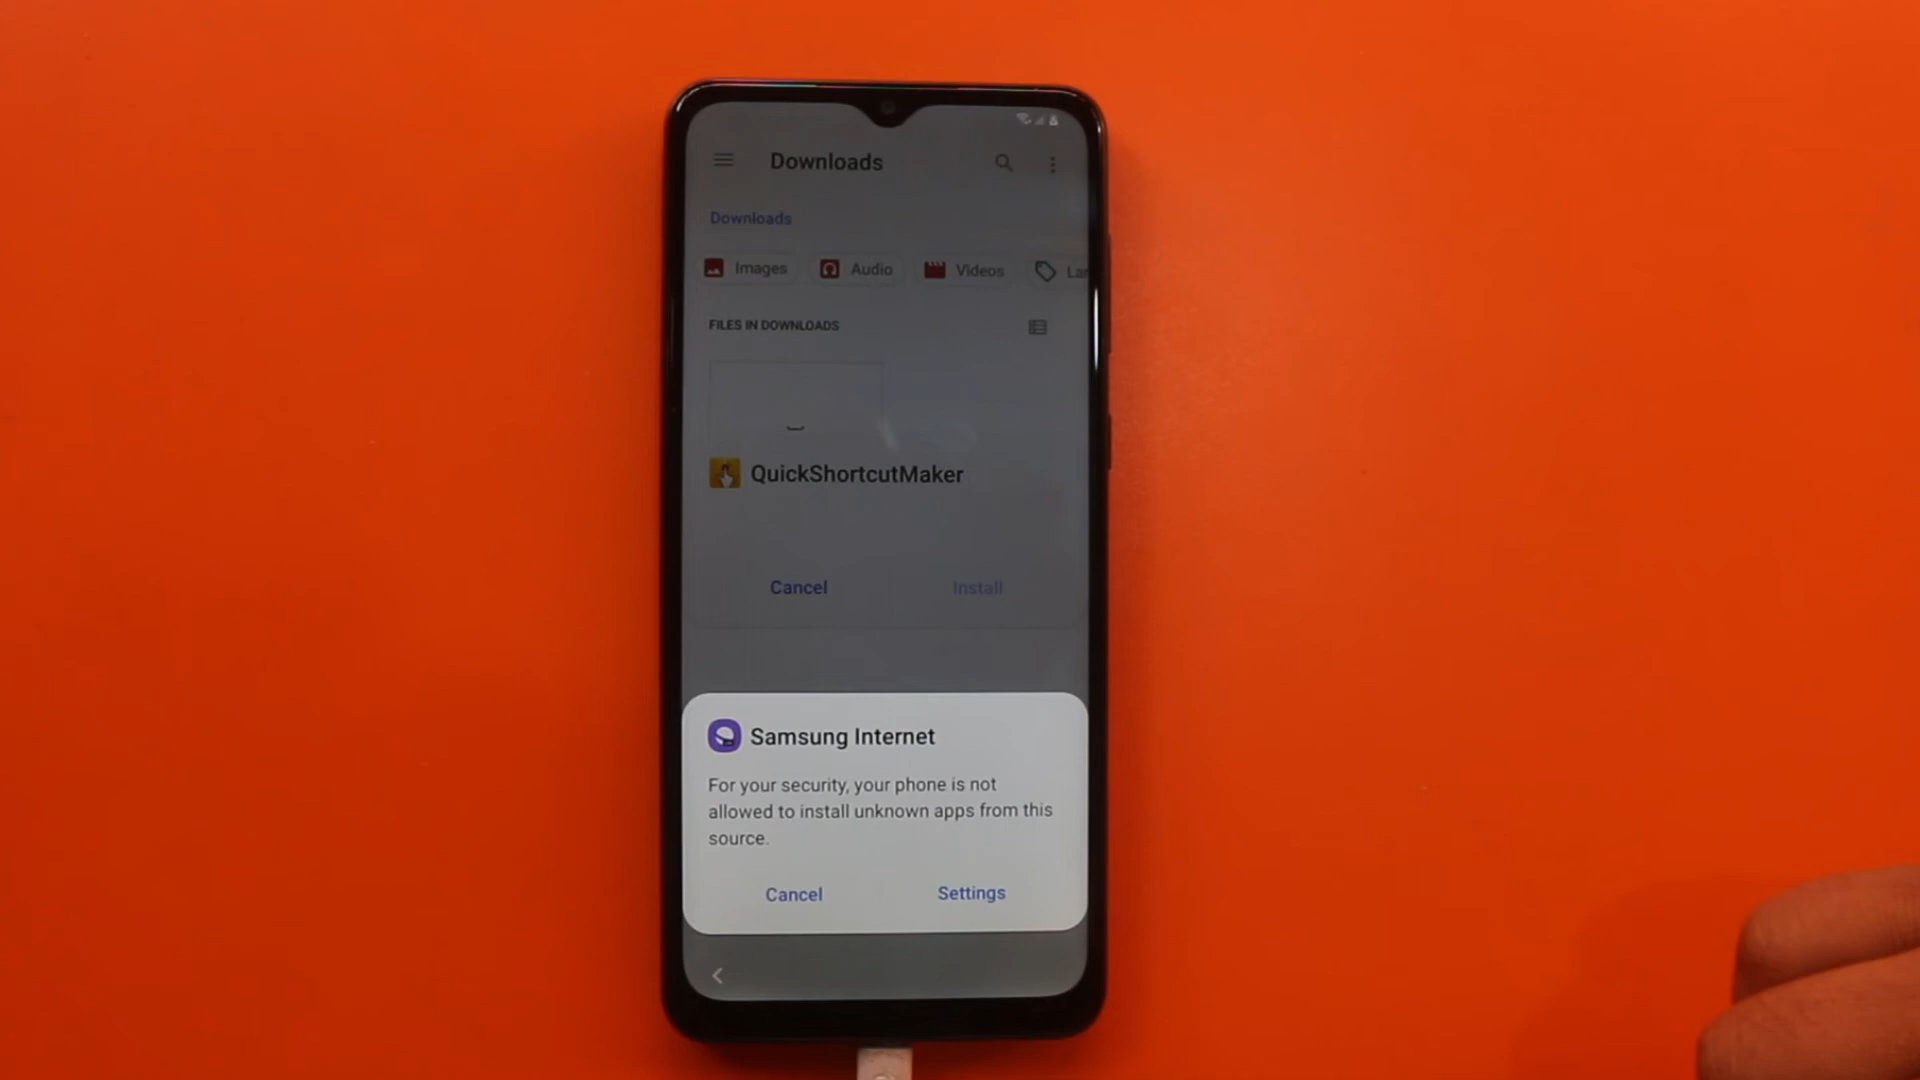 Downloads
Downloads
Images Audio Videos Lar
FILES IN DOWNLOADS
QuickShortcutMaker
Cancel Install
Samsung Internet
For your security, your phone is not
allowed to install unknown apps from this
source.
Cancel Settings